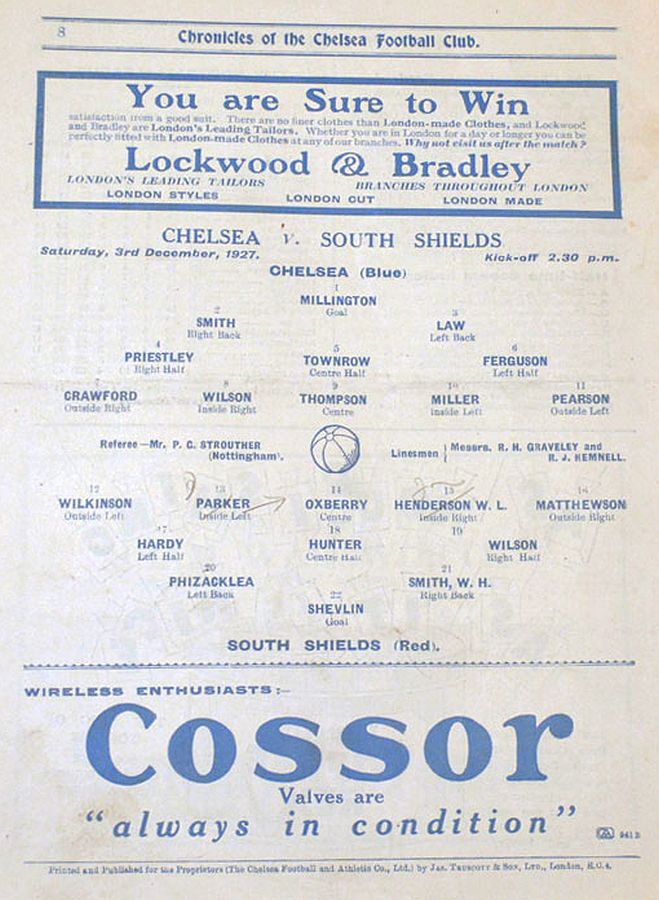 8
Chronicles of the Chelsea Football Club.
You are Sure to Win
satisfaction from a good suit. There are no finer clothes than London-made Clothes, and Lockwood
and Bradley are London's Leading Tailors. Whether you are in London for a day or longer you can be
perfectly fitted with London-made Clothes at any of our branches. Why not visit us after the match?
Lockwood & Bradley
LONDON'S LEADING TAILORS BRANCHES THROUGHOUT LONDON
LONDON STYLES LONDON CUT LONDON MADE
CHELSEA v. SOUTH SHIELDS
Saturday, 3rd December, 1927. Kick-off 2.30 p.m.
CHELSEA (Blue)
1
MILLINGTON
Goal
2 3
SMITH LAW
Right Back Left Back
4 5 6
PRIESTLEY TOWNROW FERGUSON
Right Half Centre Half Left Half
7 8 9 10 11
CRAWFORD WILSON THOMPSON MILLER PEARSON
Outside Right Inside Right Centre Inside Left Outside Left
Referee—Mr. P. C. STROUTHER Linesmen Messrs. R. H. GRAVELEY and
(Nottingham). R. J. HEMNELL.
12 13 14 15 16
WILKINSON PARKER OXBERRY HENDERSON W. L. MATTHEWSON
Outside Left Inside Left Centre Inside Right Outside Right
17 18 19
HARDY HUNTER WILSON
Left Half Centre Half Right Half
20 21
PHIZACKLEA SMITH, W. H.
Left Back Right Back
22
SHEVLIN
Goal
SOUTH SHIELDS (Red).
WIRELESS ENTHUSIASTS:—
Cossor
Valves are
"always in condition"
9412
Printed and Published for the Proprietors (The Chelsea Football and Athletic Co., Ltd.) by JAS. TRUSCOTT & SON, LTD., London, E.C.4.